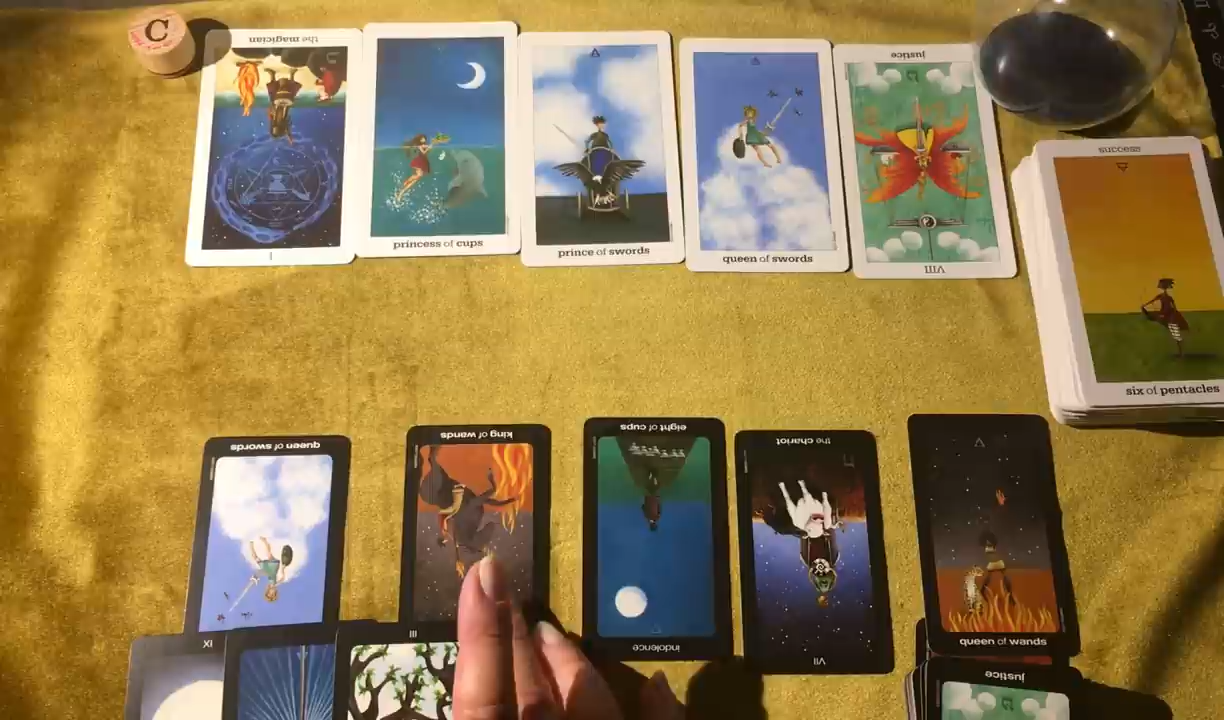 C
the magician
I
princess of cups
prince of swords
queen of swords
justice
VIII
success
six of pentacles
queen of swords
king of wands
eight of cups
indolence
the chariot
VII
queen of wands
IX
III
justice